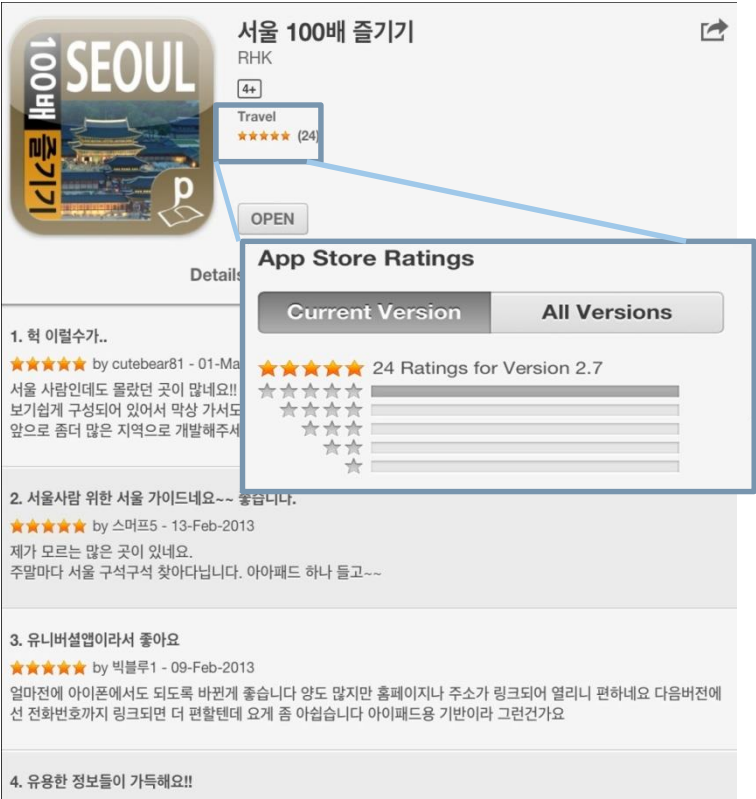 서울 100배 즐기기
RHK
4+
Travel
(24)
SEOUL
100배 즐기기
p
OPEN
Details
App Store Ratings
Current Version
All Versions
24 Ratings for Version 2.7
1. 헉 이럴수가..
by cutebear81 - 01-Ma
서울 사람인데도 몰랐던 곳이 많네요!!
보기쉽게 구성되어 있어서 막상 가서도
앞으로 좀더 많은 지역으로 개발해주세
2. 서울사람 위한 서울 가이드네요~~ 좋습니다.
by 스머프5 - 13-Feb-2013
제가 모르는 많은 곳이 있네요.
주말마다 서울 구석구석 찾아다닙니다. 아아패드 하나 들고~~
3. 유니버셜앱이라서 좋아요
by 빅블루1 - 09-Feb-2013
얼마전에 아이폰에서도 되도록 바뀐게 좋습니다 양도 많지만 홈페이지나 주소가 링크되어 열리니 편하네요 다음버전에
선 전화번호까지 링크되면 더 편할텐데 요게 좀 아쉽습니다 아이패드용 기반이라 그런건가요
4. 유용한 정보들이 가득해요!!